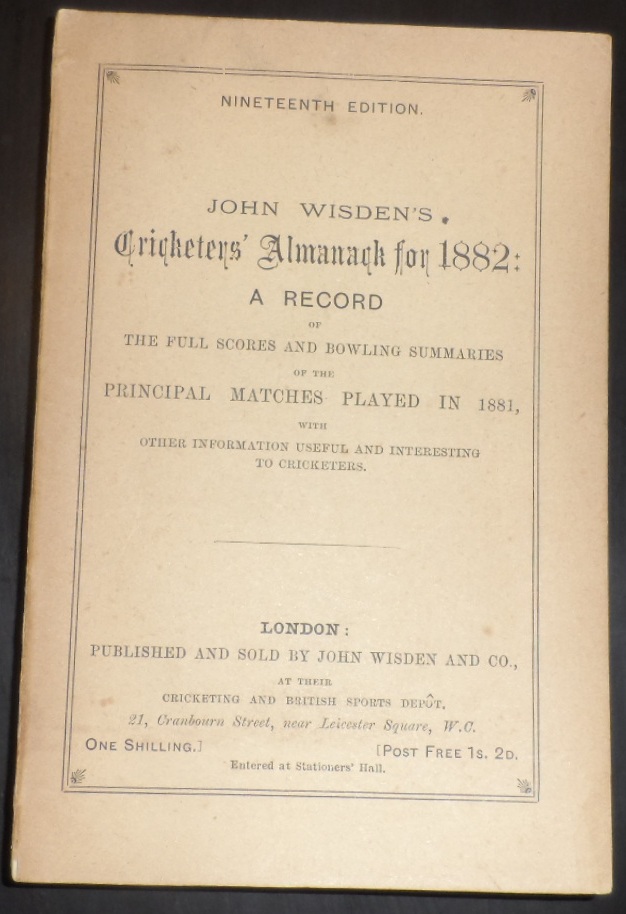 NINETEENTH EDITION.
JOHN WISDEN'S
Cricketers' Almanack for 1882:
A RECORD
OF
THE FULL SCORES AND BOWLING SUMMARIES
OF THE
PRINCIPAL MATCHES PLAYED IN 1881,
WITH
OTHER INFORMATION USEFUL AND INTERESTING
TO CRICKETERS.
LONDON:
PUBLISHED AND SOLD BY JOHN WISDEN AND CO.,
AT THEIR
CRICKETING AND BRITISH SPORTS DEPÔT,
21, Cranbourn Street, near Leicester Square, W.C.
ONE SHILLING.] [POST FREE 1S. 2D.
Entered at Stationers' Hall.